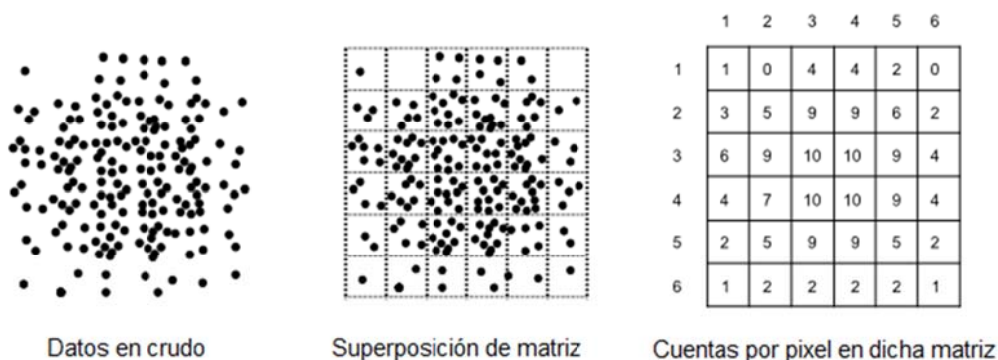 1 2 3 4 5 6
1 1 0 4 4 2 0
2 3 5 9 9 6 2
3 6 9 10 10 9 4
4 4 7 10 10 9 4
5 2 5 9 9 5 2
6 1 2 2 2 2 1
Datos en crudo
Superposición de matriz
Cuentas por pixel en dicha matriz